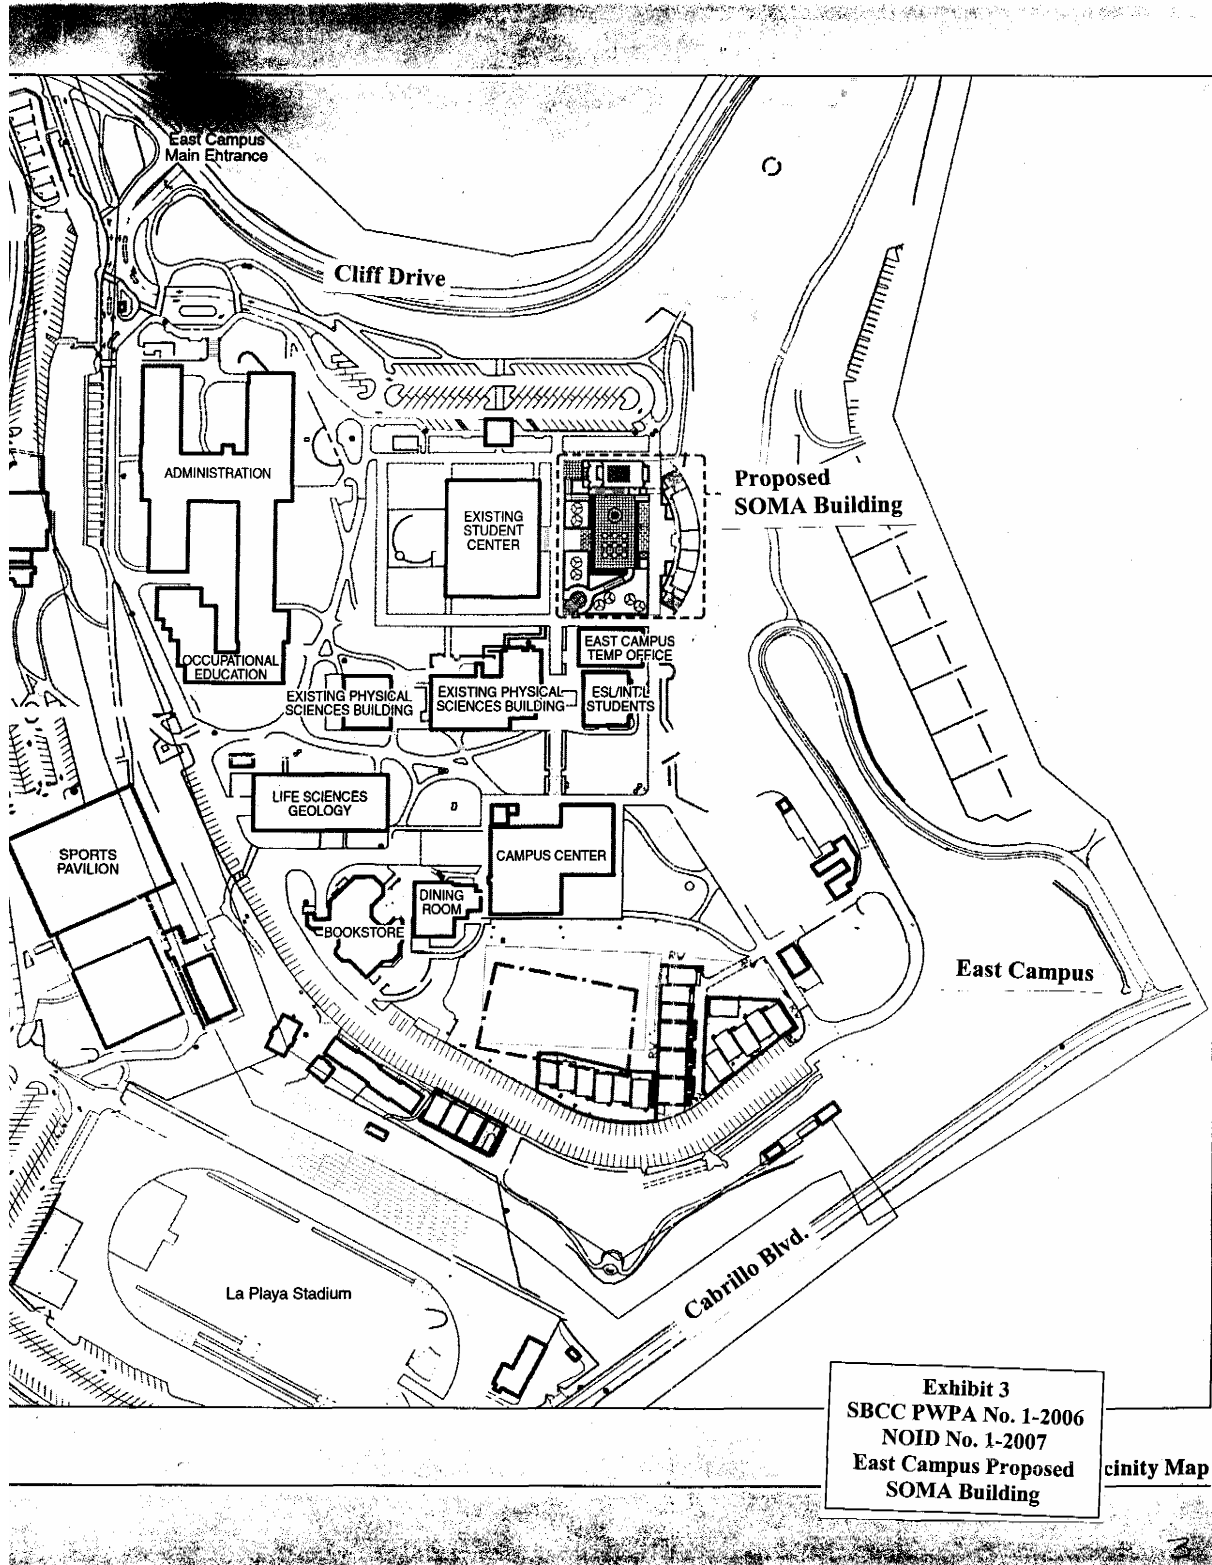 East Campus
Main Entrance
Cliff Drive
ADMINISTRATION
Proposed
SOMA Building
EXISTING
STUDENT
CENTER
EAST CAMPUS
TEMP OFFICE
OCCUPATIONAL
EDUCATION
EXISTING PHYSICAL
SCIENCES BUILDING
EXISTING PHYSICAL
SCIENCES BUILDING
ESL/INT'L
STUDENTS
LIFE SCIENCES
GEOLOGY
SPORTS
PAVILION
CAMPUS CENTER
DINING
ROOM
BOOKSTORE
RW
East Campus
RW
La Playa Stadium
Cabrillo Blvd.
Exhibit 3
SBCC PWPA No. 1-2006
NOID No. 1-2007
East Campus Proposed
SOMA Building
cinity Map
3